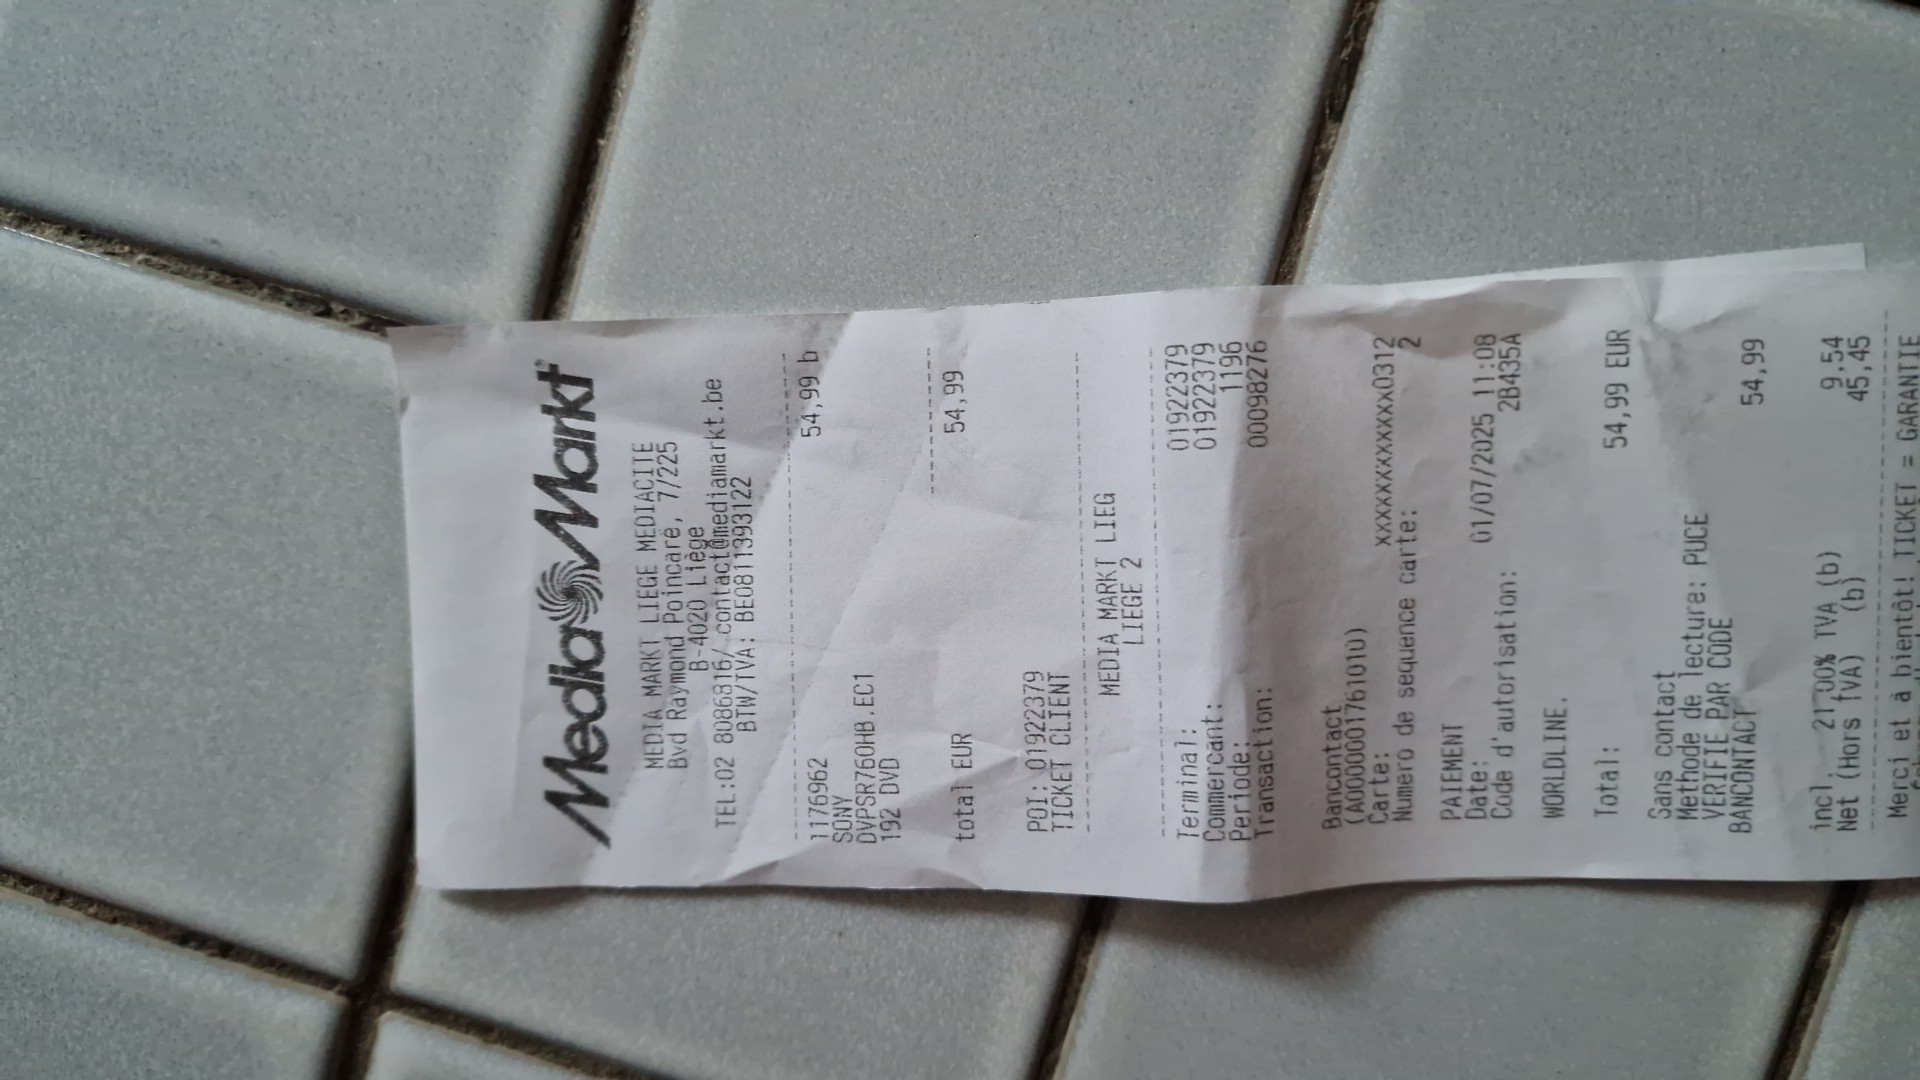 Media Markt
MEDIA MARKT LIEGE MEDIACITE
Bvd Raymond Poincaré, 7/225
B-4020 Liège
TEL:02 8086816/ contact@mediamarkt.be
BTW/TVA: BE0811393122
1176962 54,99 b
SONY
DVPSR760HB.EC1
192 DVD
total EUR 54,99
POI: 01922379
TICKET CLIENT
MEDIA MARKT LIEG
LIEGE 2
Terminal: 01922379
Commercant: 01922379
Periode: 1196
Transaction: 00098276
Bancontact
(A0000001761010)
Carte: xxxxxxxxxxxxx0312
Numero de sequence carte: 2
PAIEMENT
Date: 01/07/2025 11:08
Code d'autorisation: 2B435A
WORLDLINE.
Total: 54,99 EUR
Sans contact
Methode de lecture: PUCE
VERIFIE PAR CODE
BANCONTACT 54,99
incl. 21,00% TVA (b) 9,54
Net (Hors TVA) (b) 45,45
Merci et à bientôt! TICKET = GARANTIE